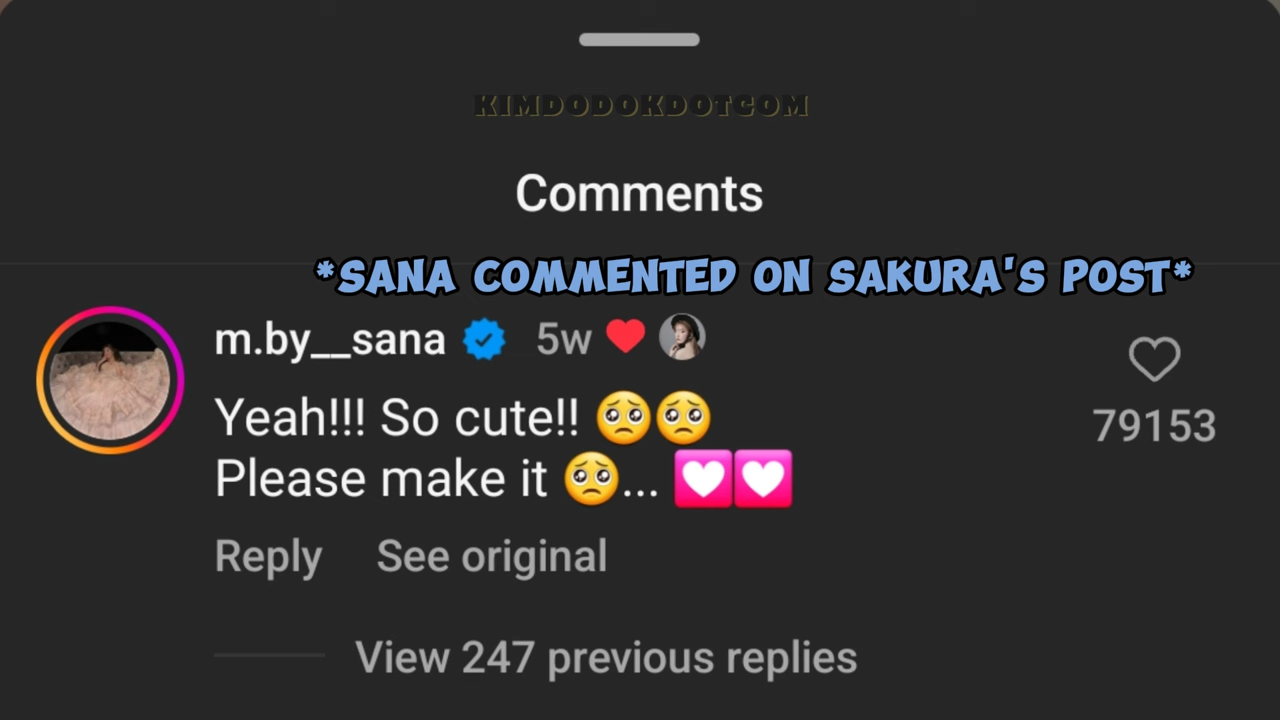 KIMDODOKDOTCOM
Comments
*SANA COMMENTED ON SAKURA'S POST*
m.by__sana 5w ❤️
Yeah!!! So cute!! 🥺🥺
79153
Please make it 🥺... 💟💟
Reply See original
View 247 previous replies